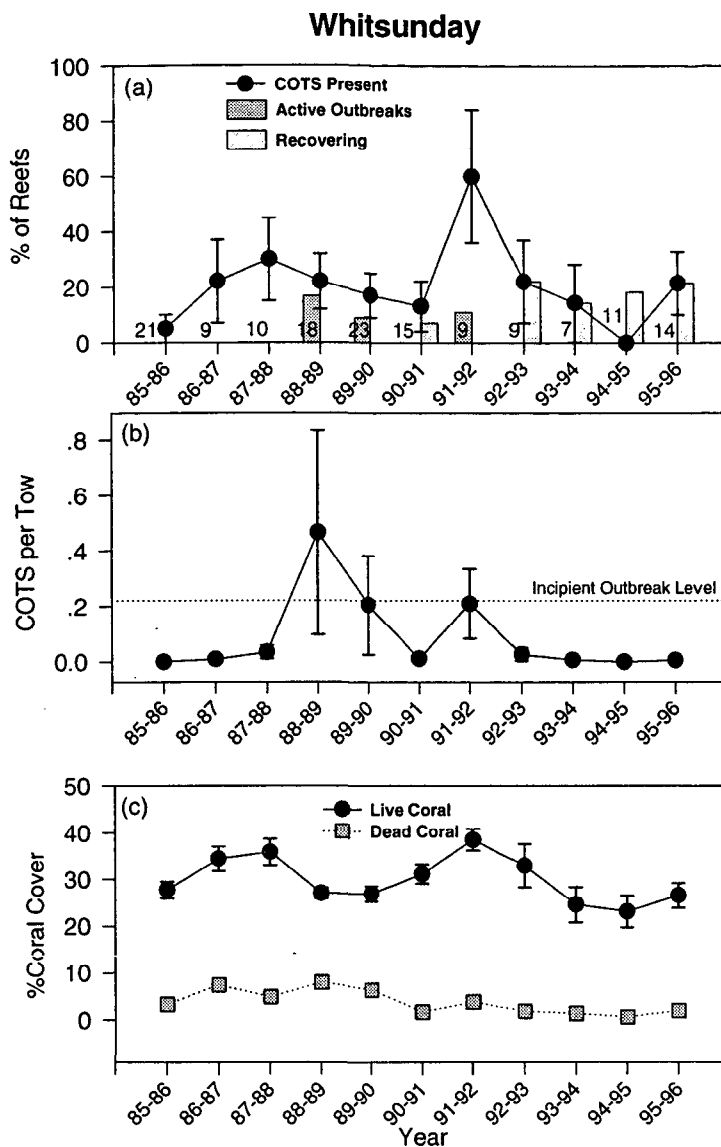 Whitsunday
(a)
COTS Present
Active Outbreaks
Recovering
% of Reefs
100
80
60
40
20
0
21 9 10 18 23 15 9 9 7 11 14
85-86 86-87 87-88 88-89 89-90 90-91 91-92 92-93 93-94 94-95 95-96
(b)
COTS per Tow
.8
.6
.4
.2
0.0
Incipient Outbreak Level
85-86 86-87 87-88 88-89 89-90 90-91 91-92 92-93 93-94 94-95 95-96
(c)
Live Coral
Dead Coral
%Coral Cover
50
40
30
20
10
0
85-86 86-87 87-88 88-89 89-90 90-91 91-92 92-93 93-94 94-95 95-96
Year